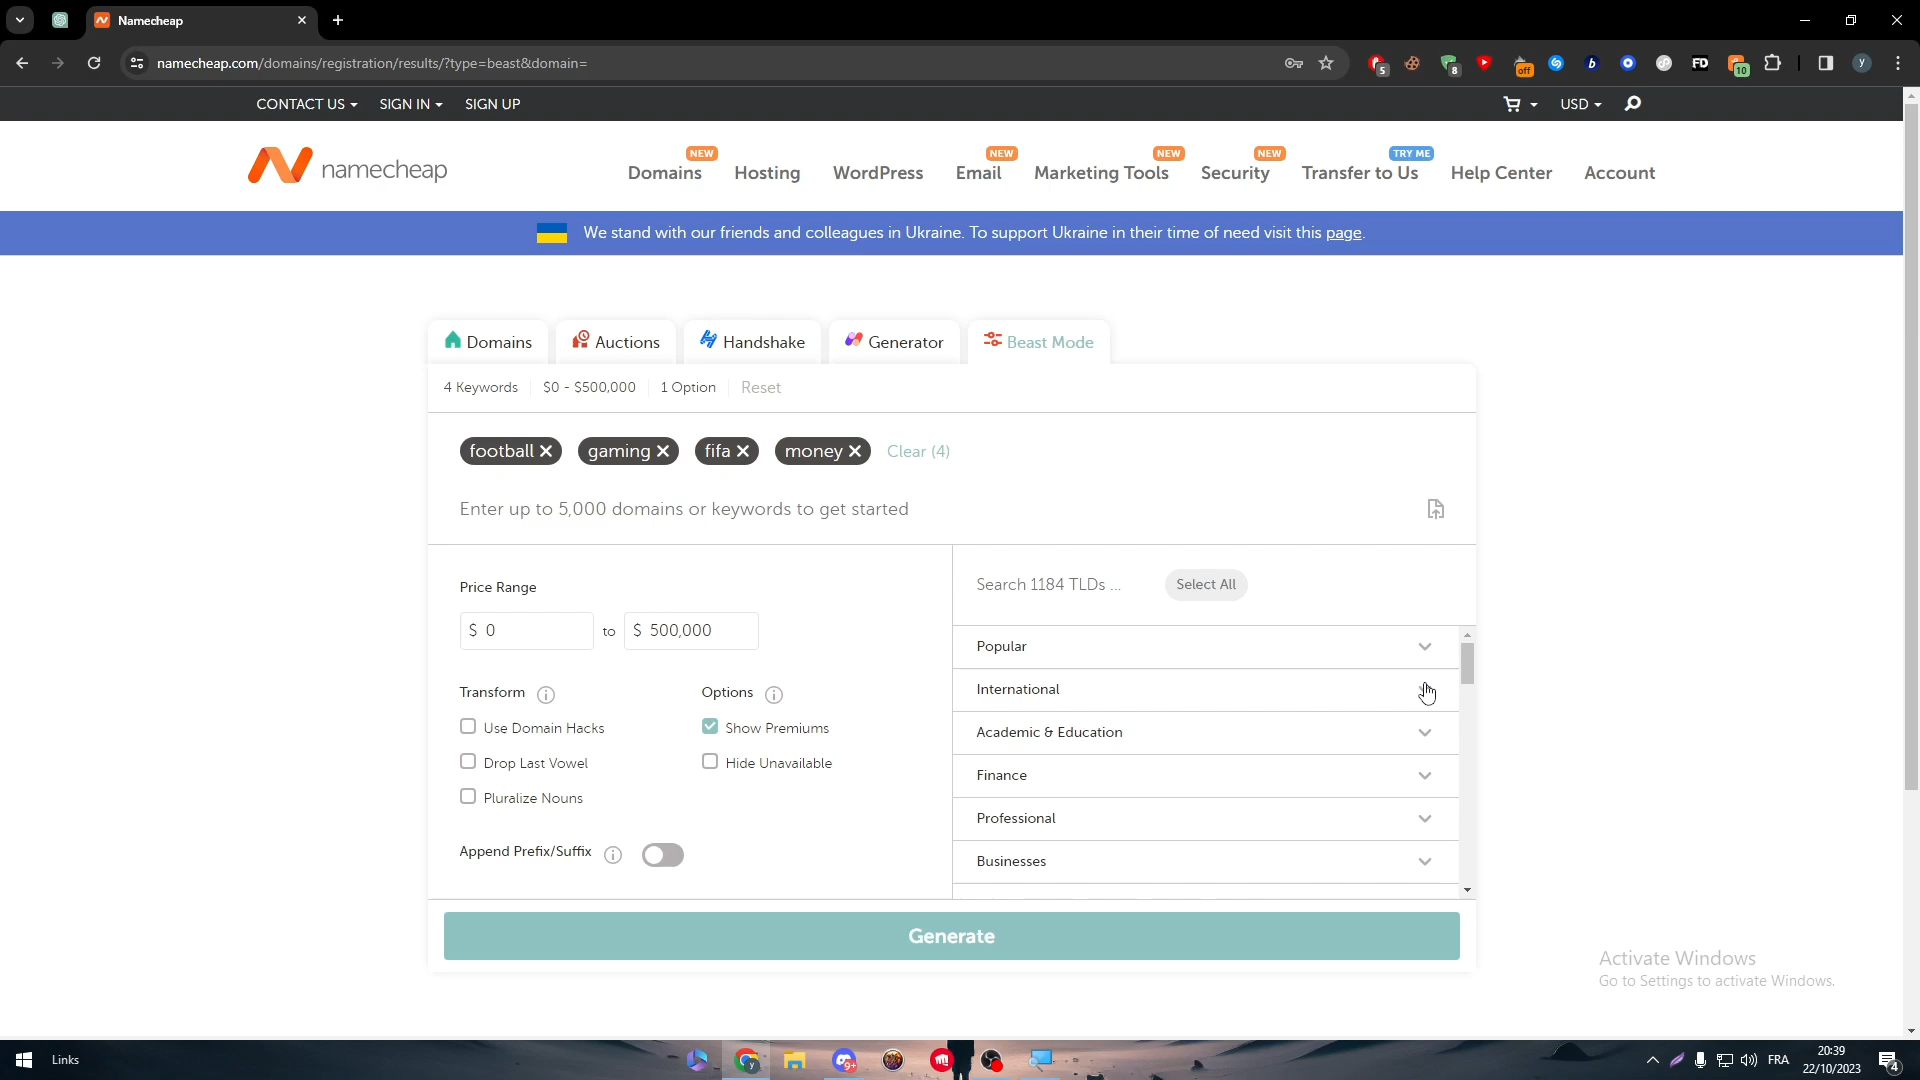 Namecheap
namecheap.com/domains/registration/results/?type=beast&domain=
5
8
off
b
FD
10
y
CONTACT US SIGN IN SIGN UP
USD
namecheap
NEW NEW NEW NEW TRY ME
Domains Hosting WordPress Email Marketing Tools Security Transfer to Us Help Center Account
We stand with our friends and colleagues in Ukraine. To support Ukraine in their time of need visit this page.
Domains Auctions Handshake Generator Beast Mode
4 Keywords $0 - $500,000 1 Option Reset
football gaming fifa money Clear (4)
Enter up to 5,000 domains or keywords to get started
Price Range
$ 0 to $ 500,000
Transform
Options
Use Domain Hacks
Show Premiums
Drop Last Vowel
Hide Unavailable
Pluralize Nouns
Append Prefix/Suffix
Search 1184 TLDs ... Select All
Popular
International
Academic & Education
Finance
Professional
Businesses
Generate
Activate Windows
Go to Settings to activate Windows.
Links
y
9+
FRA
20:39
22/10/2023
4